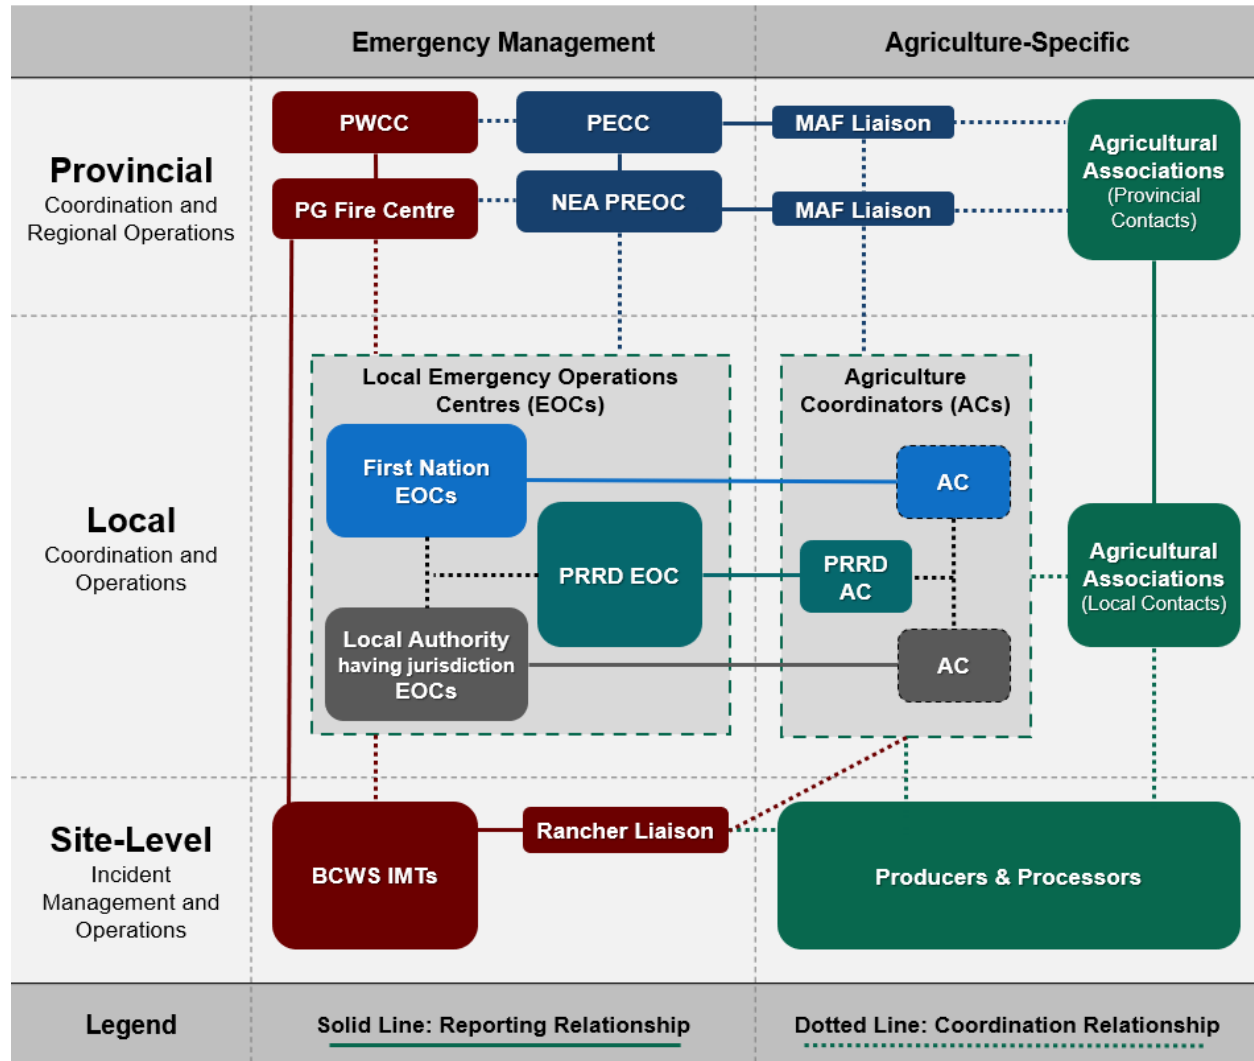 Emergency Management
Agriculture-Specific
Provincial
Coordination and
Regional Operations
PWCC
PECC
MAF Liaison
PG Fire Centre
NEA PREOC
MAF Liaison
Agricultural
Associations
(Provincial
Contacts)
Local
Coordination and
Operations
Local Emergency Operations
Centres (EOCs)
First Nation
EOCs
PRRD EOC
Local Authority
having jurisdiction
EOCs
Agriculture
Coordinators (ACs)
AC
PRRD
AC
AC
Agricultural
Associations
(Local Contacts)
Site-Level
Incident
Management and
Operations
BCWS IMTs
Rancher Liaison
Producers & Processors
Legend
Solid Line: Reporting Relationship
Dotted Line: Coordination Relationship